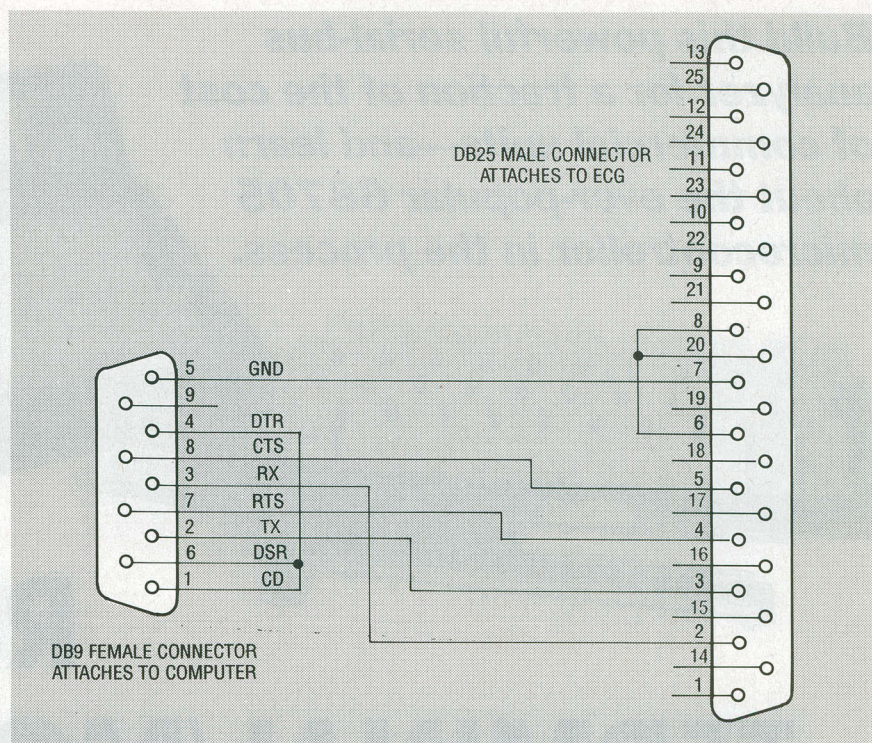 DB25 MALE CONNECTOR
ATTACHES TO ECG
13
25
12
24
11
23
10
22
9
21
8
20
7
19
6
18
5
17
4
16
3
15
2
14
1
5 GND
9
4 DTR
8 CTS
3 RX
7 RTS
2 TX
6 DSR
1 CD
DB9 FEMALE CONNECTOR
ATTACHES TO COMPUTER